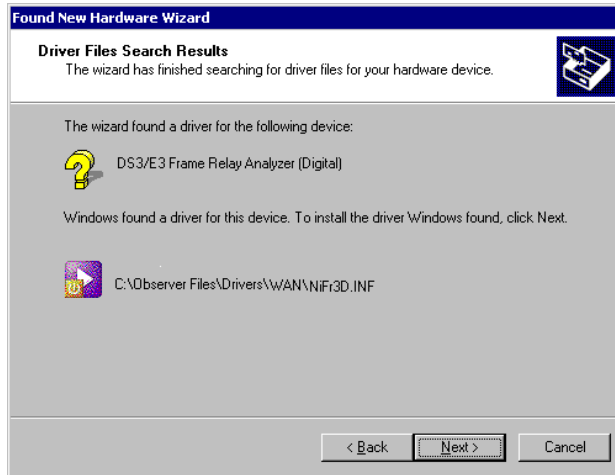 Found New Hardware Wizard
Driver Files Search Results
The wizard has finished searching for driver files for your hardware device.
The wizard found a driver for the following device:
DS3/E3 Frame Relay Analyzer (Digital)
Windows found a driver for this device. To install the driver Windows found, click Next.
C:\Observer Files\Drivers\WAN\NiFr3D.INF
< Back Next > Cancel